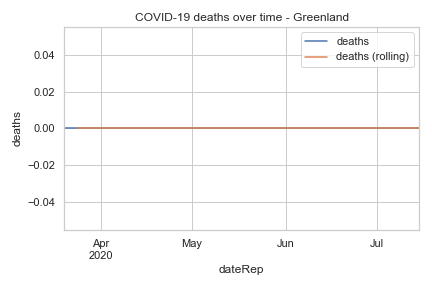 COVID-19 deaths over time - Greenland
deaths
deaths (rolling)
0.04
0.02
0.00
−0.02
−0.04
deaths
Apr
2020
May
Jun
Jul
dateRep